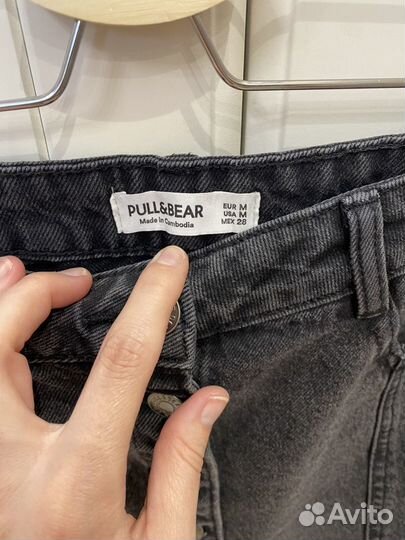 PULL&BEAR
Made in Cambodia
EUR M
USA M
MEX 28
Avito